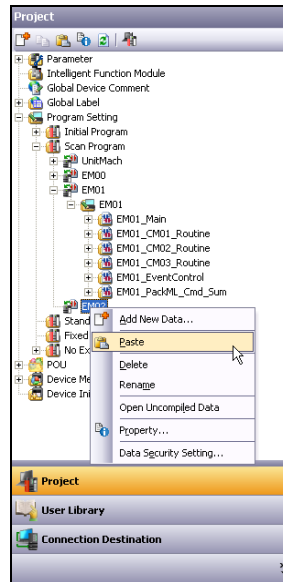 Project
Parameter
Intelligent Function Module
Global Device Comment
Global Label
Program Setting
Initial Program
Scan Program
UnitMach
EM00
EM01
EM01
EM01_Main
EM01_CM01_Routine
EM01_CM02_Routine
EM01_CM03_Routine
EM01_EventControl
EM01_PackML_Cmd_Sum
EM02
Stand
Fixed
No Ex
POU
Device Me
Device Ini
Add New Data...
Paste
Delete
Rename
Open Uncompiled Data
Property...
Data Security Setting...
Project
User Library
Connection Destination